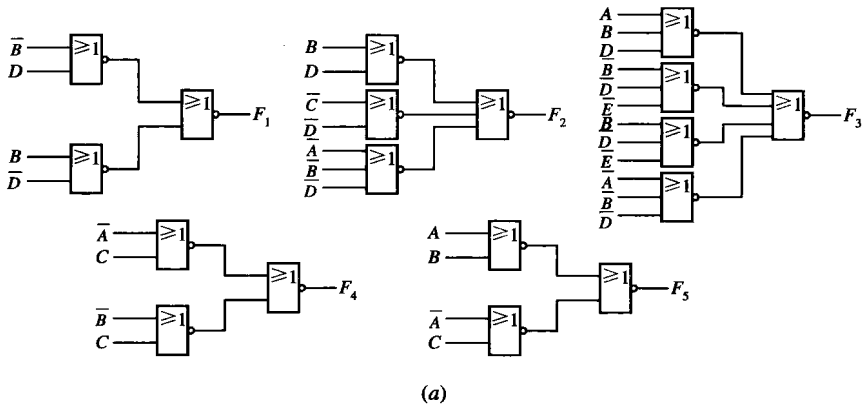 B̅
D
≥1
B
D̅
≥1
≥1
F₁
B
D
≥1
C̅
D̅
≥1
A̅
B̅
D̅
≥1
≥1
F₂
A
B
D
≥1
B̅
D̅
E̅
≥1
B
D̅
E̅
≥1
A̅
B̅
D̅
≥1
≥1
F₃
A̅
C
≥1
B̅
C
≥1
≥1
F₄
A
B
≥1
A̅
C
≥1
≥1
F₅
(a)